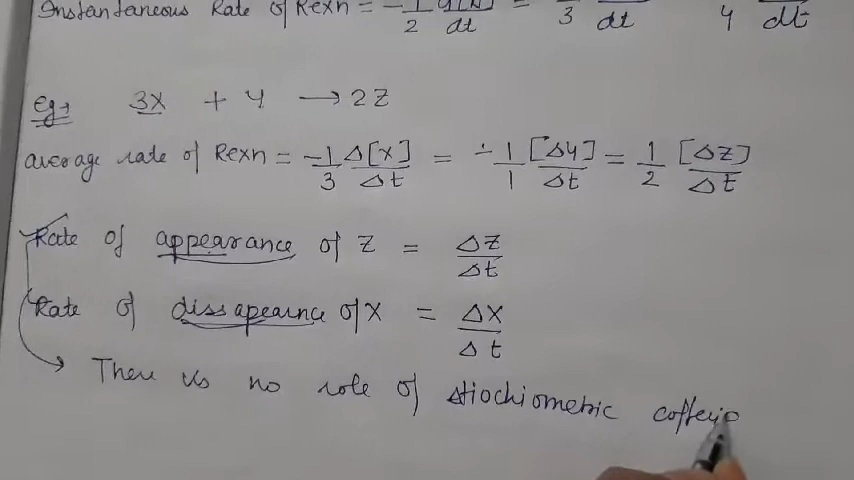 Instantaneous Rate of Rexn = -1/2 d[X]/dt = 3 dt 4 dt
eg→ 3X + Y → 2Z
average rate of Rexn = -1/3 Δ[X]/Δt = -1/1 [ΔY]/Δt = 1/2 [ΔZ]/Δt
Rate of appearance of Z = ΔZ/Δt
Rate of dissapearnce of X = ΔX/Δt
→ There is no role of stiochiometric coffeio